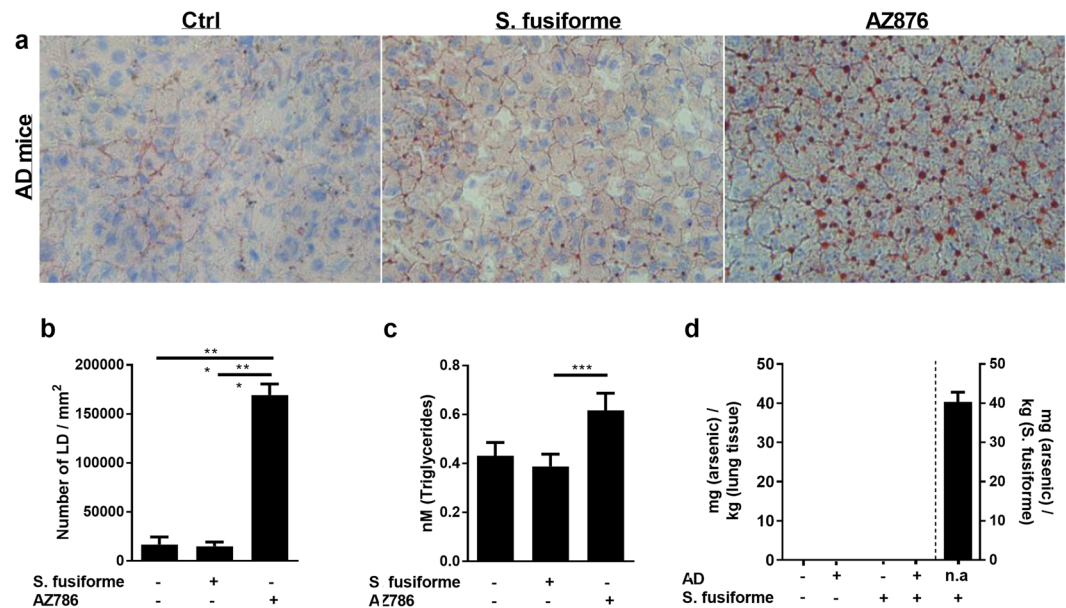 Ctrl S. fusiforme AZ876
a
AD mice
b
Number of LD / mm2
200000
150000
100000
50000
0
**
*
**
*
S. fusiforme - + -
AZ786 - - +
c
nM (Triglycerides)
0.8
0.6
0.4
0.2
0.0
***
S. fusiforme - + -
AZ786 - - +
d
mg (arsenic) /
kg (lung tissue)
50
40
30
20
10
0
50
40
30
20
10
0
mg (arsenic) /
kg (S. fusiforme)
AD - + - + n.a
S. fusiforme - - + + +